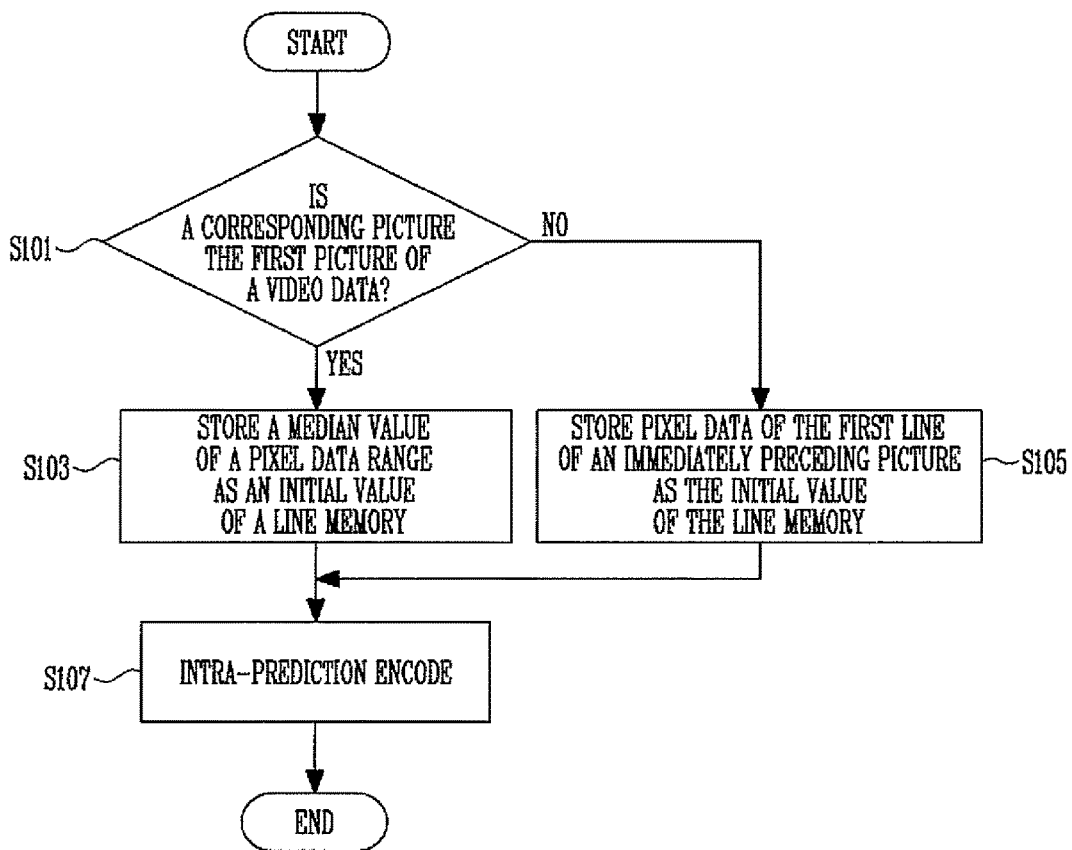 START
IS
A CORRESPONDING PICTURE
THE FIRST PICTURE OF
A VIDEO DATA?
S101
NO
YES
STORE A MEDIAN VALUE
OF A PIXEL DATA RANGE
AS AN INITIAL VALUE
OF A LINE MEMORY
S103
STORE PIXEL DATA OF THE FIRST LINE
OF AN IMMEDIATELY PRECEDING PICTURE
AS THE INITIAL VALUE
OF THE LINE MEMORY
S105
INTRA-PREDICTION ENCODE
S107
END